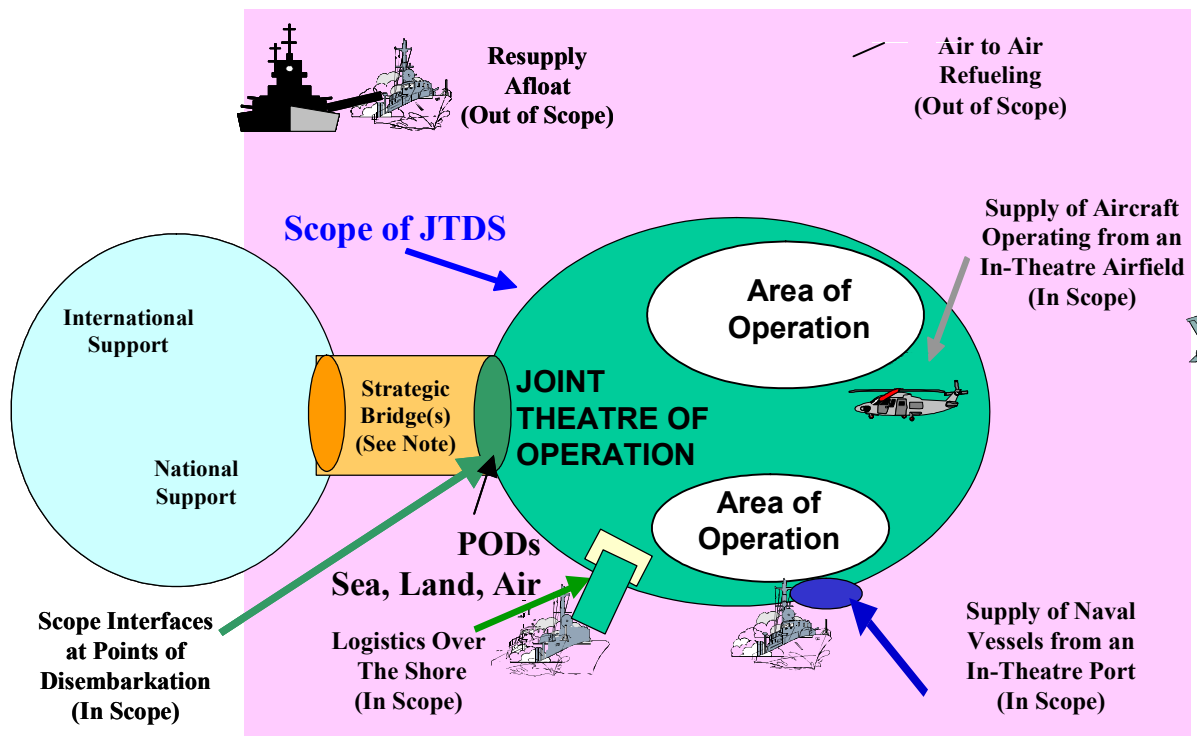 Resupply
Afloat
(Out of Scope)
Air to Air
Refueling
(Out of Scope)
Scope of JTDS
Supply of Aircraft
Operating from an
In-Theatre Airfield
(In Scope)
Area of
Operation
International
Support
Strategic
Bridge(s)
(See Note)
JOINT
THEATRE OF
OPERATION
National
Support
Area of
Operation
PODs
Sea, Land, Air
Scope Interfaces
at Points of
Disembarkation
(In Scope)
Logistics Over
The Shore
(In Scope)
Supply of Naval
Vessels from an
In-Theatre Port
(In Scope)